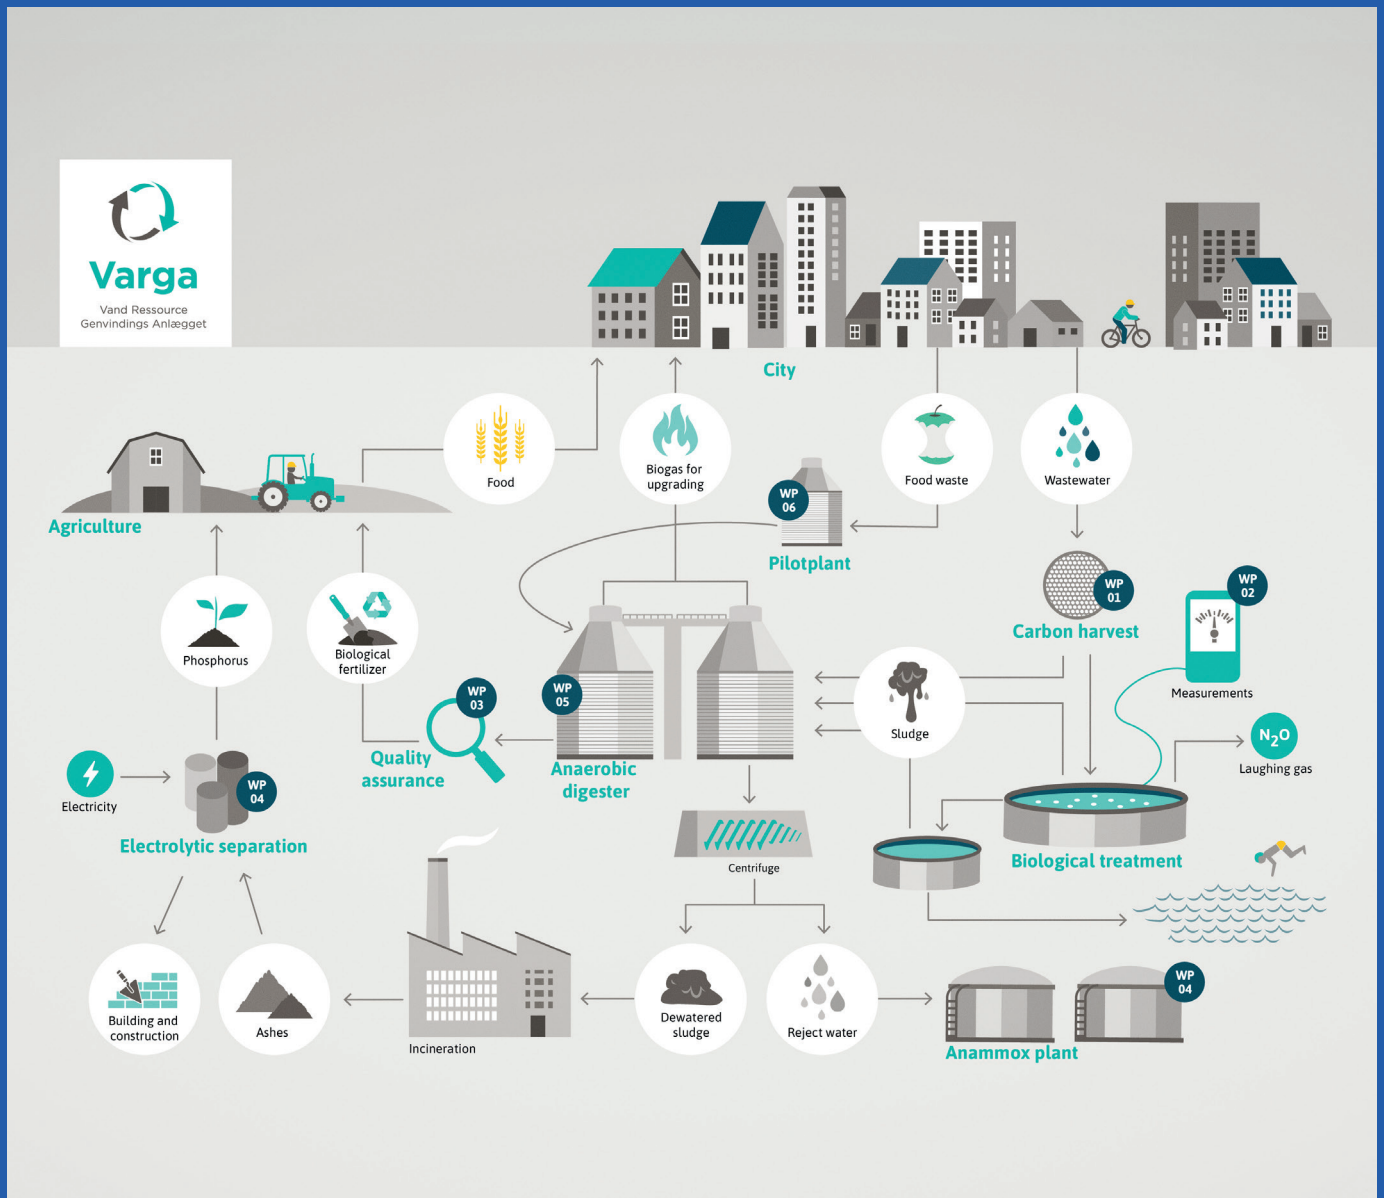 Varga
Vand Ressource
Genvindings Anlægget
City
Food
Biogas for
upgrading
Food waste
Wastewater
WP
06
Pilotplant
Agriculture
WP
01
Carbon harvest
WP
02
Measurements
Phosphorus
Biological
fertilizer
WP
03
Quality
assurance
WP
05
Anaerobic
digester
Sludge
N₂O
Laughing gas
Electricity
WP
04
Electrolytic separation
Centrifuge
Biological treatment
Building and
construction
Ashes
Incineration
Dewatered
sludge
Reject water
WP
04
Anammox plant